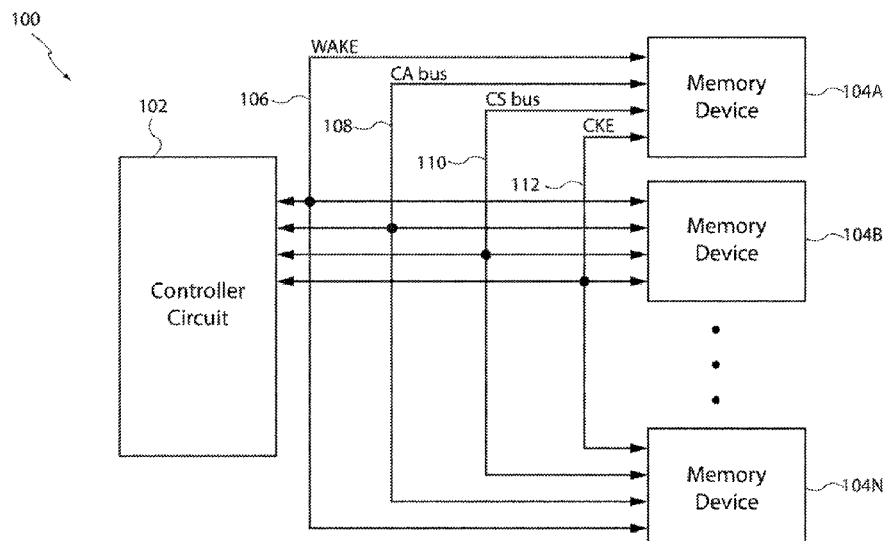 100
WAKE
CA bus
CS bus
CKE
106
108
110
112
102
Controller
Circuit
Memory
Device
104A
Memory
Device
104B
Memory
Device
104N